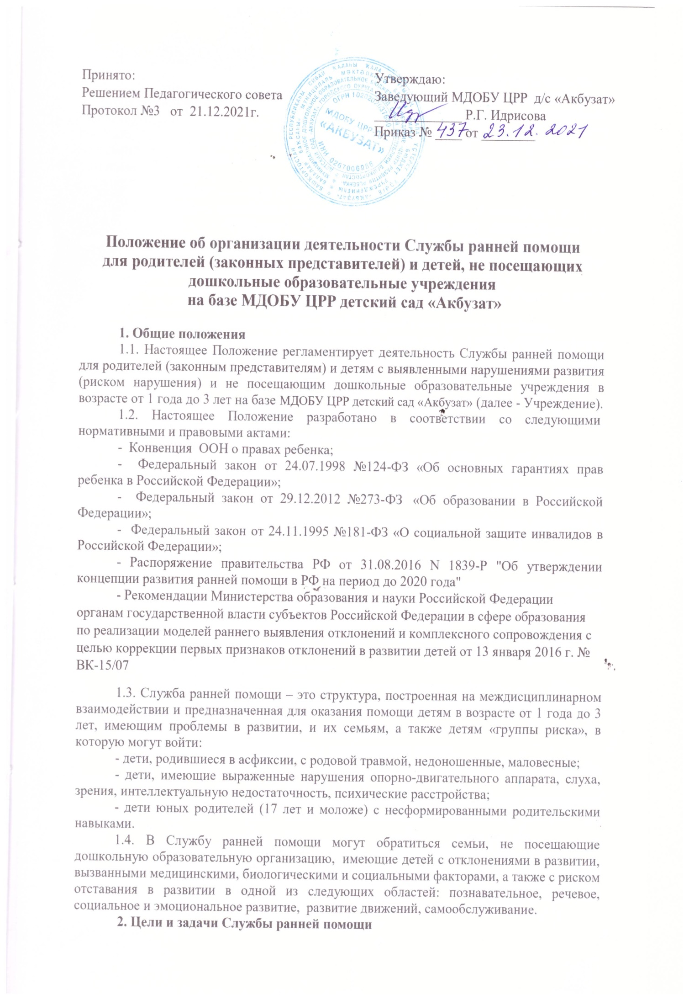 Принято:
Решением Педагогического совета
Протокол №3 от 21.12.2021г.
Утверждаю:
Заведующий МДОБУ ЦРР д/с «Акбузат»
Р.Г. Идрисова
Приказ № 437 от 23.12.2021
МДОБУ ЦРР-
«АКБУЗАТ»
ИНН 0267006986
Положение об организации деятельности Службы ранней помощи
для родителей (законных представителей) и детей, не посещающих
дошкольные образовательные учреждения
на базе МДОБУ ЦРР детский сад «Акбузат»
1. Общие положения
1.1. Настоящее Положение регламентирует деятельность Службы ранней помощи
для родителей (законным представителям) и детям с выявленными нарушениями развития
(риском нарушения) и не посещающим дошкольные образовательные учреждения в
возрасте от 1 года до 3 лет на базе МДОБУ ЦРР детский сад «Акбузат» (далее - Учреждение).
1.2. Настоящее Положение разработано в соответствии со следующими
нормативными и правовыми актами:
- Конвенция ООН о правах ребенка;
- Федеральный закон от 24.07.1998 №124-ФЗ «Об основных гарантиях прав
ребенка в Российской Федерации»;
- Федеральный закон от 29.12.2012 №273-ФЗ «Об образовании в Российской
Федерации»;
- Федеральный закон от 24.11.1995 №181-ФЗ «О социальной защите инвалидов в
Российской Федерации»;
- Распоряжение правительства РФ от 31.08.2016 N 1839-Р "Об утверждении
концепции развития ранней помощи в РФ на период до 2020 года"
- Рекомендации Министерства образования и науки Российской Федерации
органам государственной власти субъектов Российской Федерации в сфере образования
по реализации моделей раннего выявления отклонений и комплексного сопровождения с
целью коррекции первых признаков отклонений в развитии детей от 13 января 2016 г. №
ВК-15/07
1.3. Служба ранней помощи – это структура, построенная на междисциплинарном
взаимодействии и предназначенная для оказания помощи детям в возрасте от 1 года до 3
лет, имеющим проблемы в развитии, и их семьям, а также детям «группы риска», в
которую могут войти:
- дети, родившиеся в асфиксии, с родовой травмой, недоношенные, маловесные;
- дети, имеющие выраженные нарушения опорно-двигательного аппарата, слуха,
зрения, интеллектуальную недостаточность, психические расстройства;
- дети юных родителей (17 лет и моложе) с несформированными родительскими
навыками.
1.4. В Службу ранней помощи могут обратиться семьи, не посещающие
дошкольную образовательную организацию, имеющие детей с отклонениями в развитии,
вызванными медицинскими, биологическими и социальными факторами, а также с риском
отставания в развитии в одной из следующих областей: познавательное, речевое,
социальное и эмоциональное развитие, развитие движений, самообслуживание.
2. Цели и задачи Службы ранней помощи